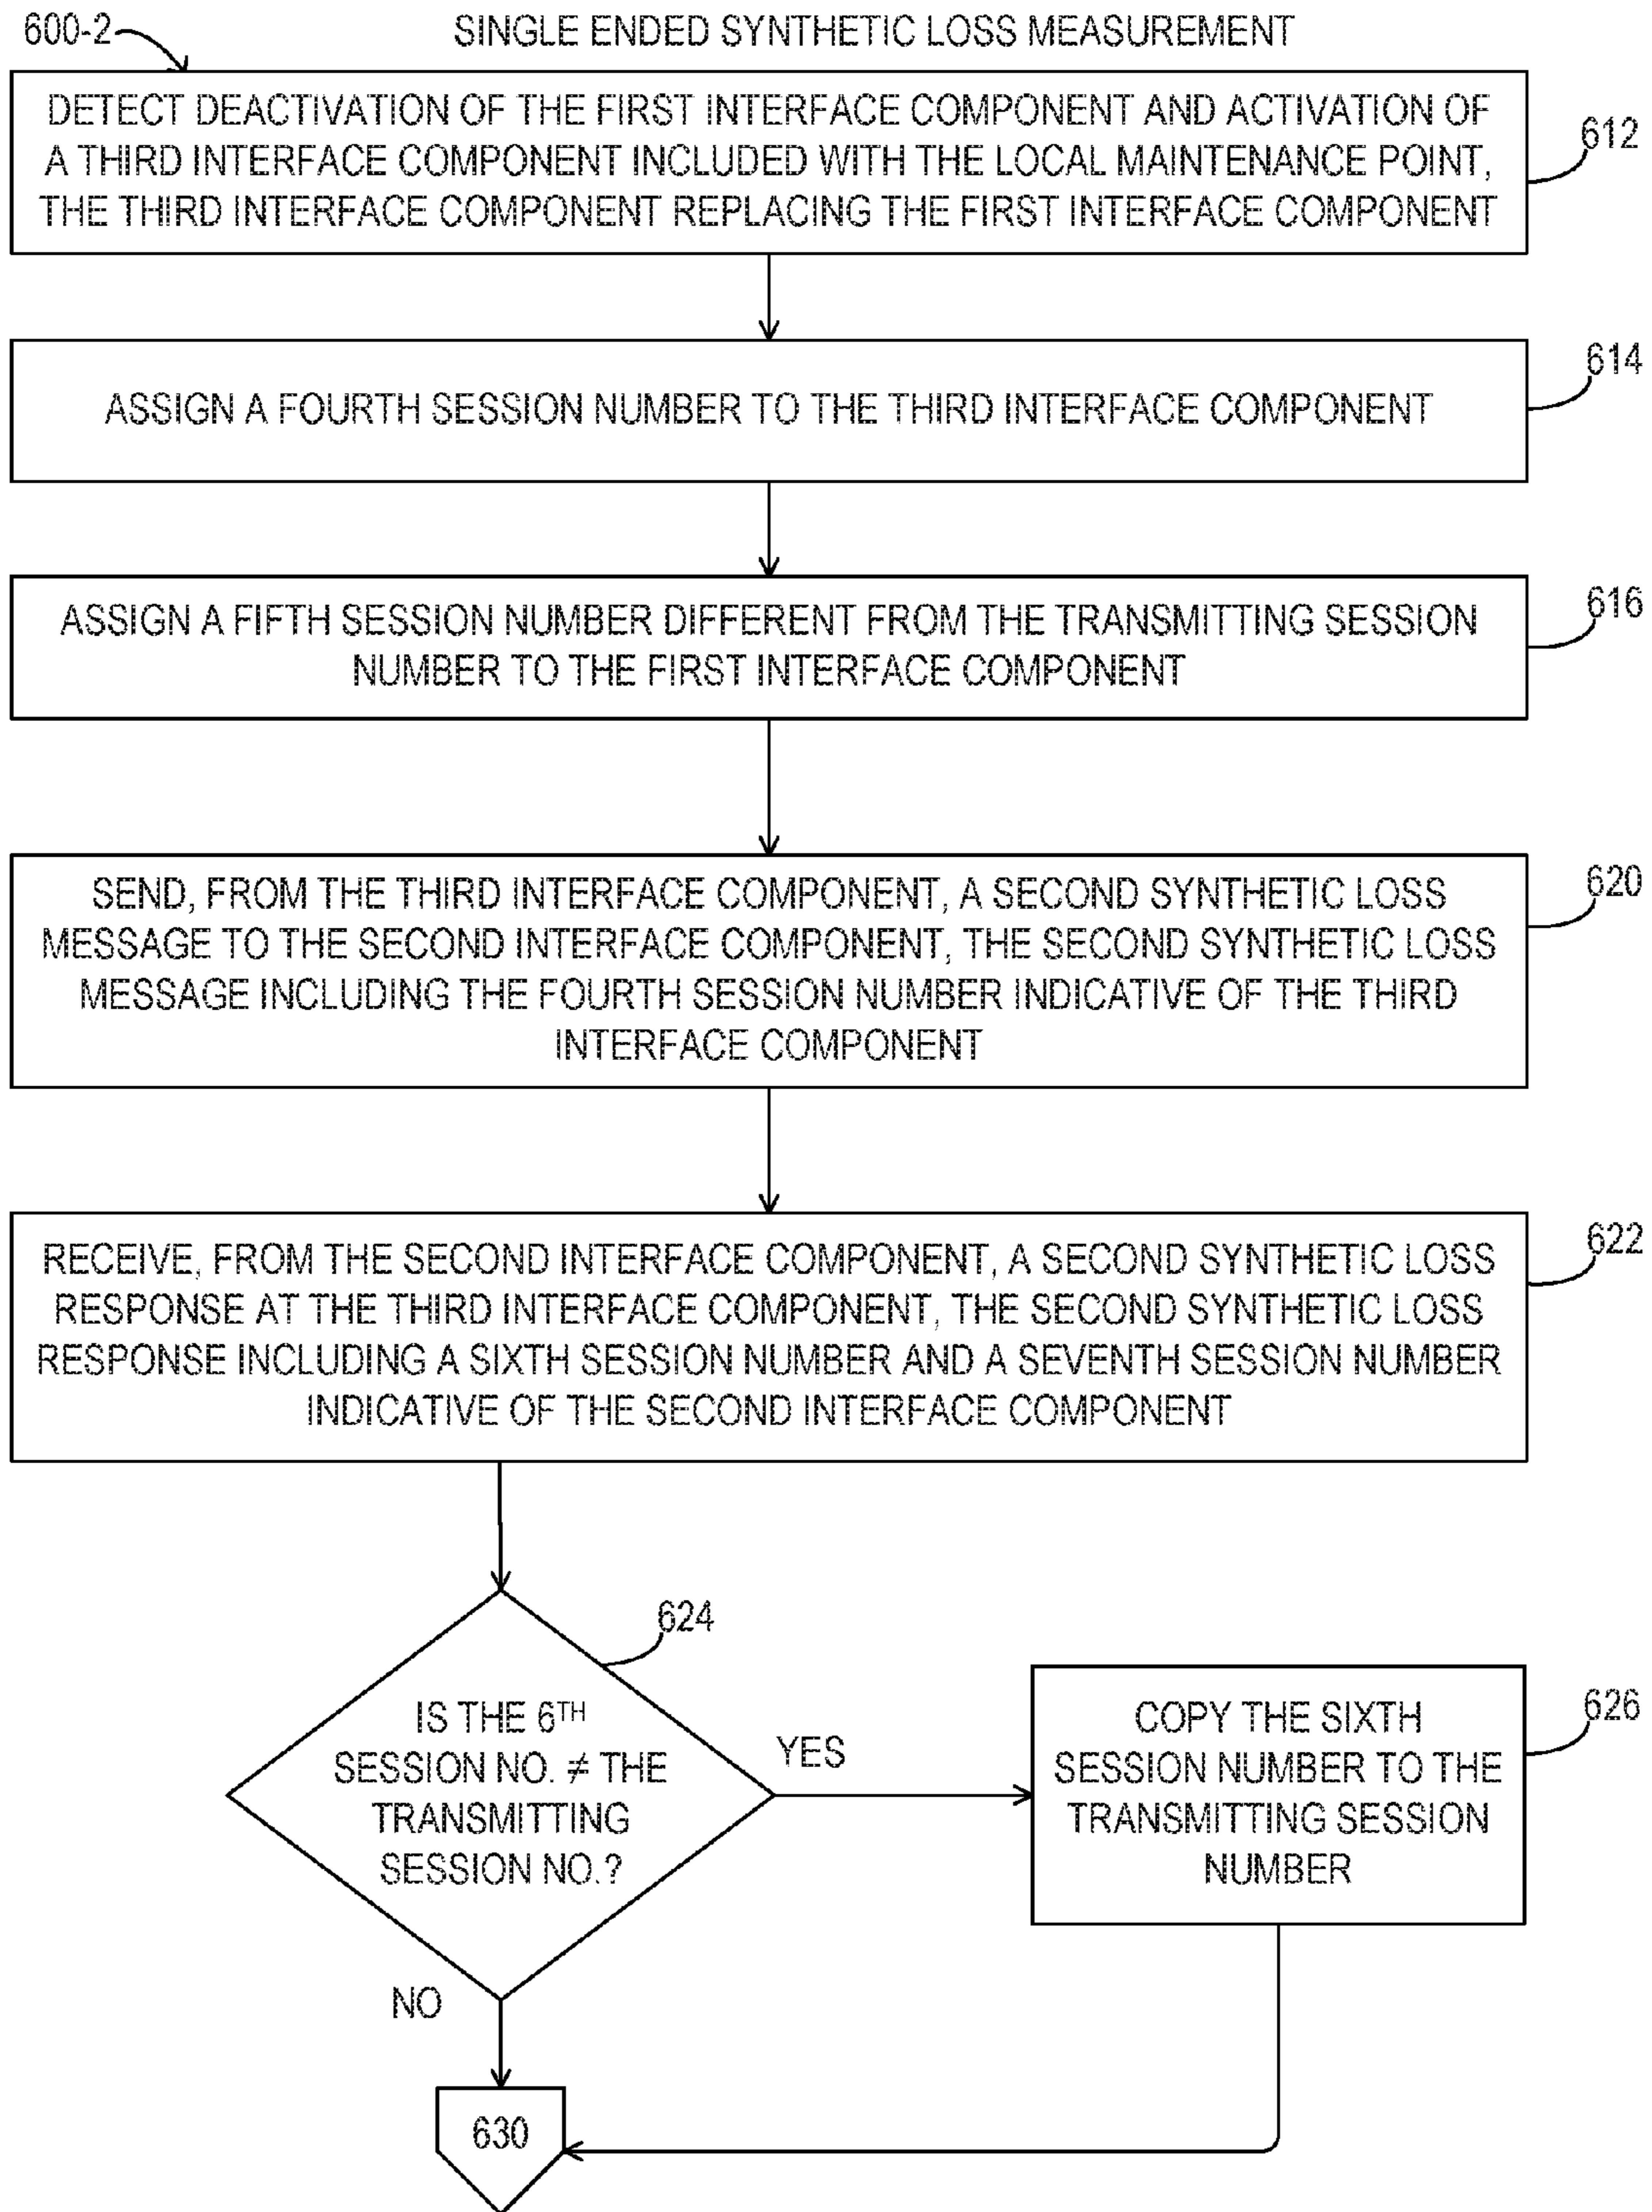 600-2
SINGLE ENDED SYNTHETIC LOSS MEASUREMENT
DETECT DEACTIVATION OF THE FIRST INTERFACE COMPONENT AND ACTIVATION OF
A THIRD INTERFACE COMPONENT INCLUDED WITH THE LOCAL MAINTENANCE POINT,
THE THIRD INTERFACE COMPONENT REPLACING THE FIRST INTERFACE COMPONENT
612
ASSIGN A FOURTH SESSION NUMBER TO THE THIRD INTERFACE COMPONENT
614
ASSIGN A FIFTH SESSION NUMBER DIFFERENT FROM THE TRANSMITTING SESSION
NUMBER TO THE FIRST INTERFACE COMPONENT
616
SEND, FROM THE THIRD INTERFACE COMPONENT, A SECOND SYNTHETIC LOSS
MESSAGE TO THE SECOND INTERFACE COMPONENT, THE SECOND SYNTHETIC LOSS
MESSAGE INCLUDING THE FOURTH SESSION NUMBER INDICATIVE OF THE THIRD
INTERFACE COMPONENT
620
RECEIVE, FROM THE SECOND INTERFACE COMPONENT, A SECOND SYNTHETIC LOSS
RESPONSE AT THE THIRD INTERFACE COMPONENT, THE SECOND SYNTHETIC LOSS
RESPONSE INCLUDING A SIXTH SESSION NUMBER AND A SEVENTH SESSION NUMBER
INDICATIVE OF THE SECOND INTERFACE COMPONENT
622
IS THE 6TH
SESSION NO. ≠ THE
TRANSMITTING
SESSION NO.?
624
YES
COPY THE SIXTH
SESSION NUMBER TO THE
TRANSMITTING SESSION
NUMBER
626
NO
630